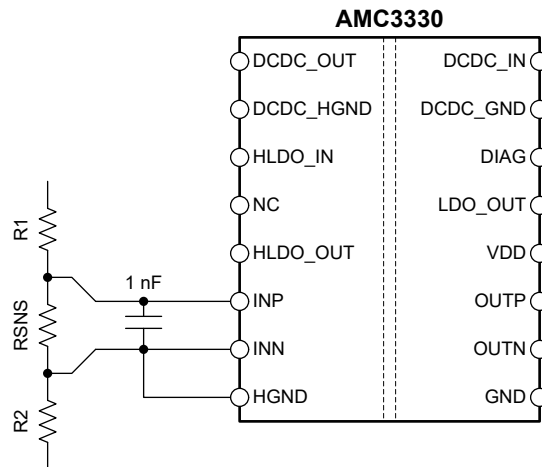 AMC3330
DCDC_OUT
DCDC_IN
DCDC_HGND
DCDC_GND
HLDO_IN
DIAG
NC
LDO_OUT
HLDO_OUT
VDD
INP
OUTP
INN
OUTN
HGND
GND
R1
1 nF
RSNS
R2